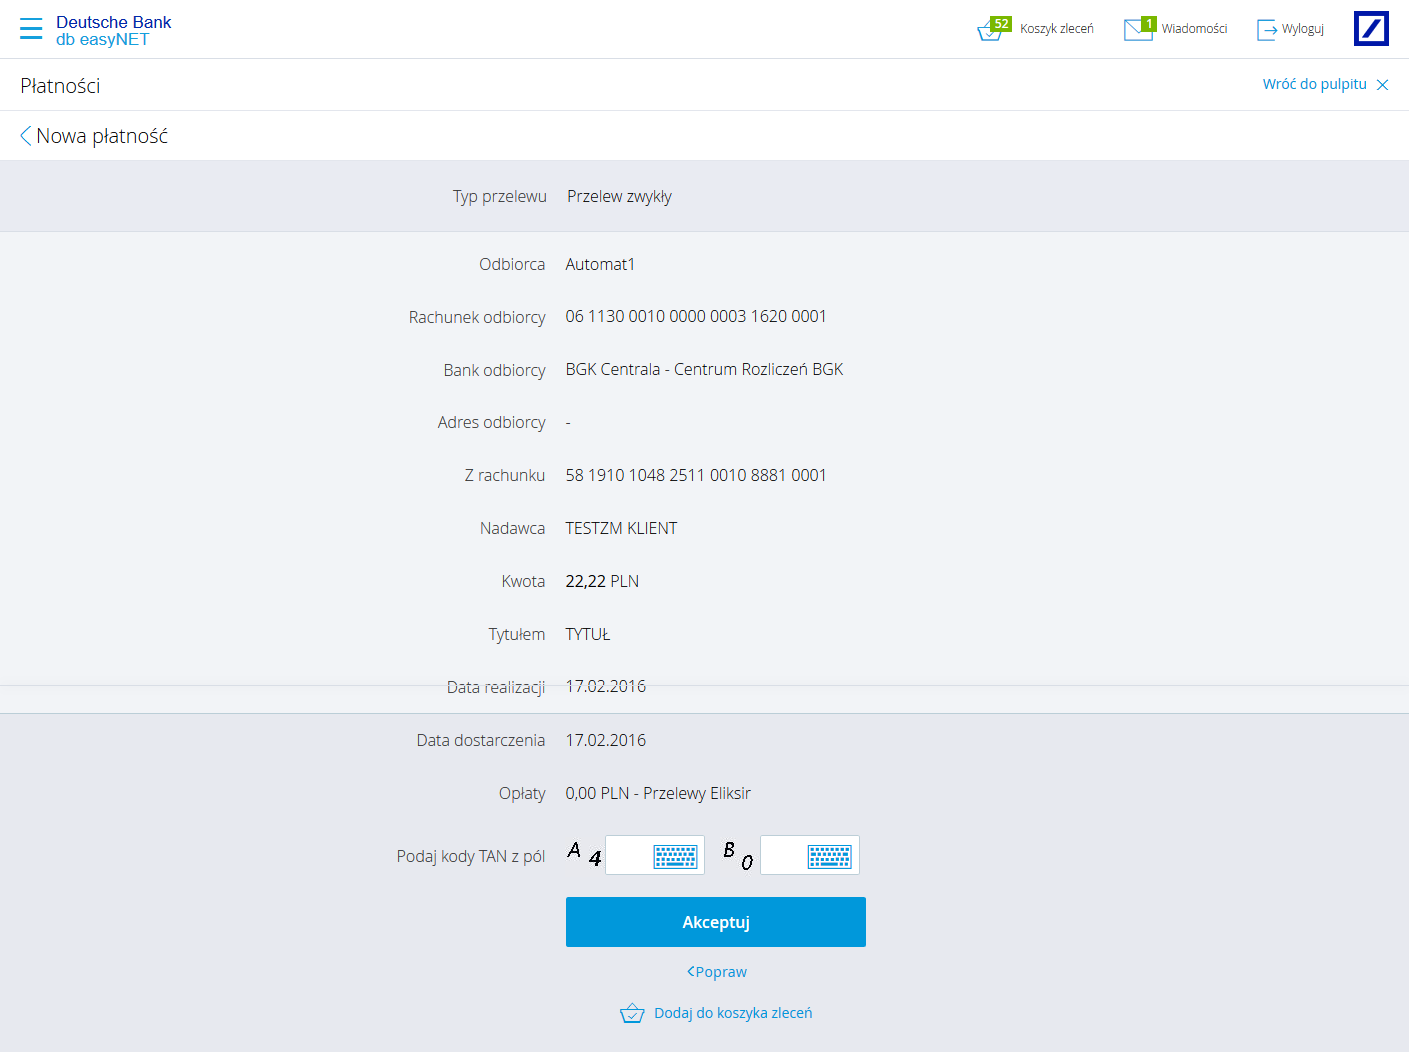 Deutsche Bank
db easyNET
52 Koszyk zleceń 1 Wiadomości Wyloguj
Płatności Wróć do pulpitu
Nowa płatność
Typ przelewu Przelew zwykły
Odbiorca Automat1
Rachunek odbiorcy 06 1130 0010 0000 0003 1620 0001
Bank odbiorcy BGK Centrala - Centrum Rozliczeń BGK
Adres odbiorcy -
Z rachunku 58 1910 1048 2511 0010 8881 0001
Nadawca TESTZM KLIENT
Kwota 22,22 PLN
Tytułem TYTUŁ
Data realizacji 17.02.2016
Data dostarczenia 17.02.2016
Opłaty 0,00 PLN - Przelewy Eliksir
Podaj kody TAN z pól A 4 B 0
Akceptuj
Popraw
Dodaj do koszyka zleceń